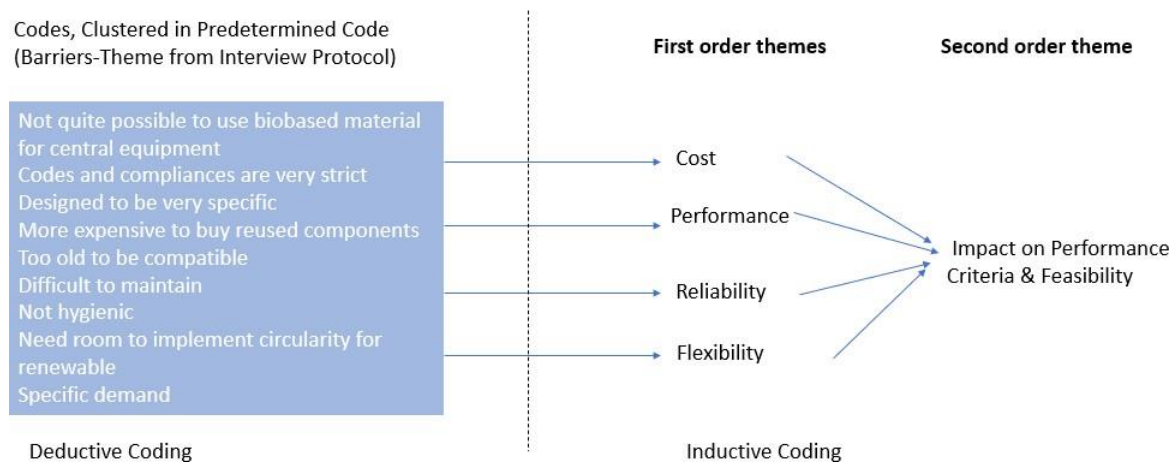 Codes, Clustered in Predetermined Code
(Barriers-Theme from Interview Protocol)
First order themes
Second order theme
Not quite possible to use biobased material
for central equipment
Codes and compliances are very strict
Designed to be very specific
More expensive to buy reused components
Too old to be compatible
Difficult to maintain
Not hygienic
Need room to implement circularity for
renewable
Specific demand
Cost
Performance
Reliability
Flexibility
Impact on Performance
Criteria & Feasibility
Deductive Coding
Inductive Coding